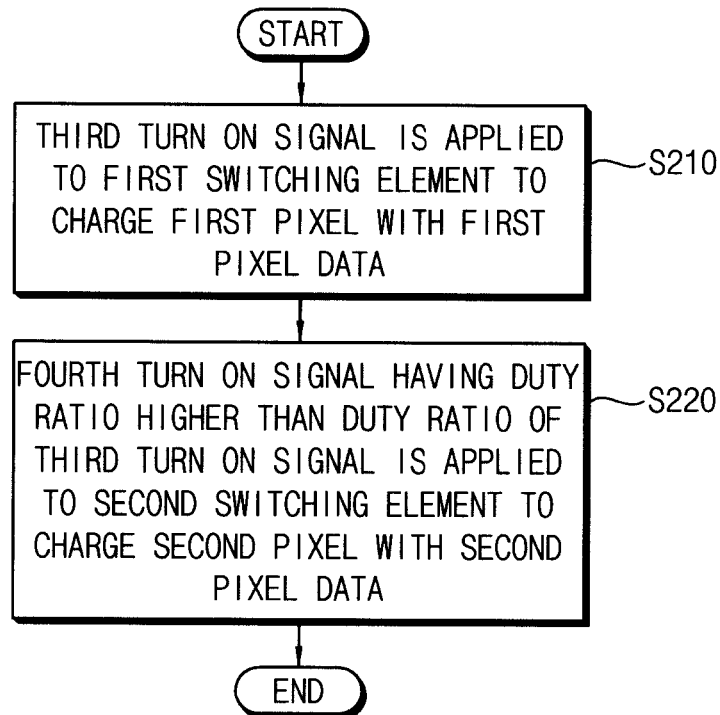 START
THIRD TURN ON SIGNAL IS APPLIED
TO FIRST SWITCHING ELEMENT TO
CHARGE FIRST PIXEL WITH FIRST
PIXEL DATA
S210
FOURTH TURN ON SIGNAL HAVING DUTY
RATIO HIGHER THAN DUTY RATIO OF
THIRD TURN ON SIGNAL IS APPLIED
TO SECOND SWITCHING ELEMENT TO
CHARGE SECOND PIXEL WITH SECOND
PIXEL DATA
S220
END